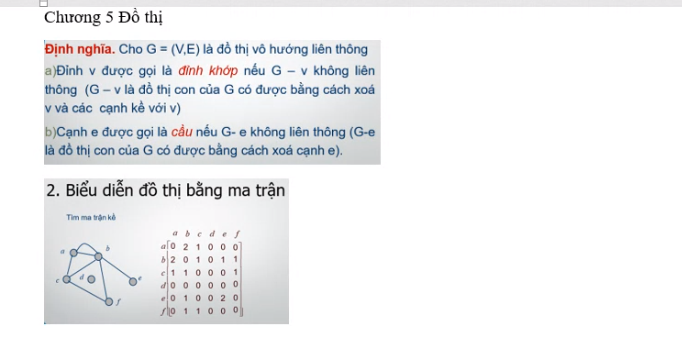 Chương 5 Đồ thị
Định nghĩa. Cho G = (V,E) là đồ thị vô hướng liên thông
a)Đỉnh v được gọi là đỉnh khớp nếu G – v không liên
thông (G – v là đồ thị con của G có được bằng cách xoá
v và các cạnh kề với v)
b)Cạnh e được gọi là cầu nếu G- e không liên thông (G-e
là đồ thị con của G có được bằng cách xoá cạnh e).
2. Biểu diễn đồ thị bằng ma trận
Tìm ma trận kề
a b c d e f
a 0 2 1 0 0 0
b 2 0 1 0 1 1
c 1 1 0 0 0 1
d 0 0 0 0 0 0
e 0 1 0 0 2 0
f 0 1 1 0 0 0
a
b
c
d
e
f